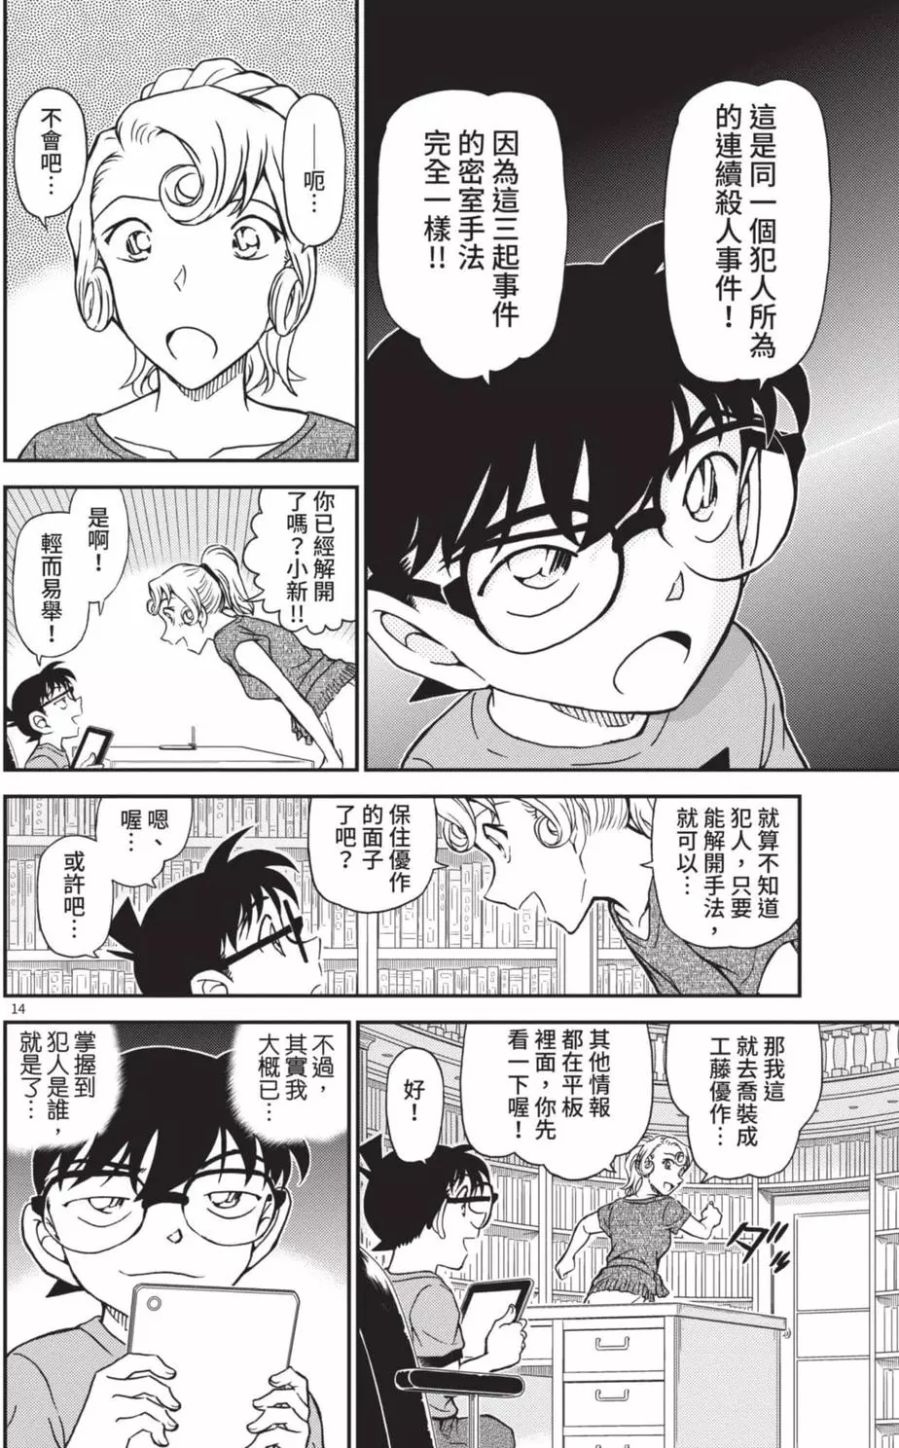 這是同一個犯人所為
的連續殺人事件！
因為這三起事件
的密室手法
完全一樣!!
──呃…
不會吧…
你已經解開
了嗎？小新!!
是啊！
輕而易舉！
就算不知道
犯人，只要
能解開手法，
就可以…
保住優作
的面子
了吧？
嗯、
喔…
或許吧…
14
那我這
就去喬裝成
工藤優作…
其他情報
都在平板
裡面，你先
看一下喔！
好！
ダッ
不過，
其實我
大概已…
掌握到
犯人是誰，
就是了…